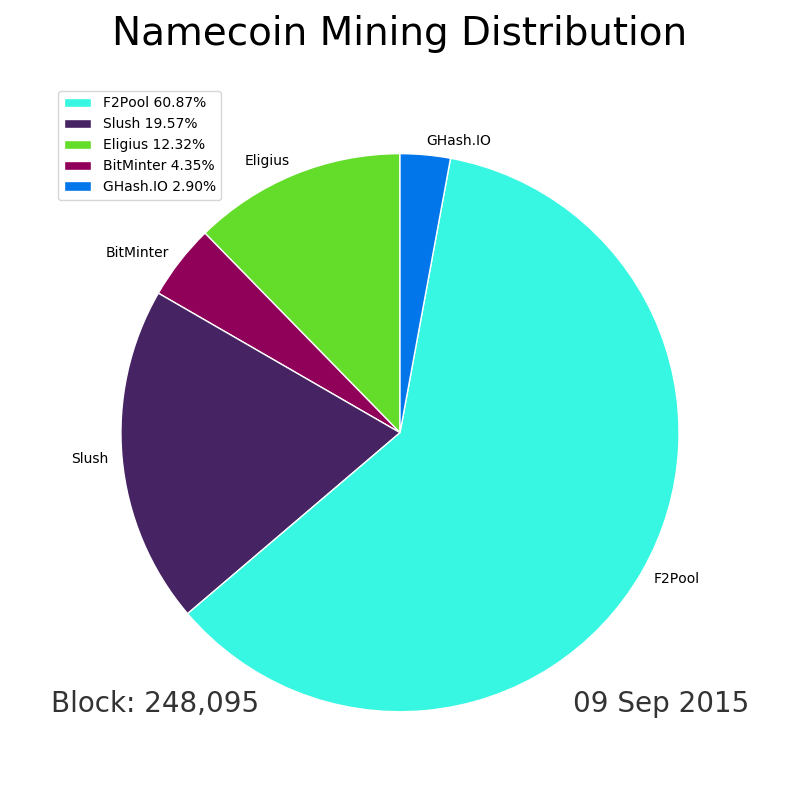 Namecoin Mining Distribution
F2Pool 60.87%
Slush 19.57%
Eligius 12.32%
BitMinter 4.35%
GHash.IO 2.90%
GHash.IO
Eligius
BitMinter
Slush
F2Pool
Block: 248,095
09 Sep 2015